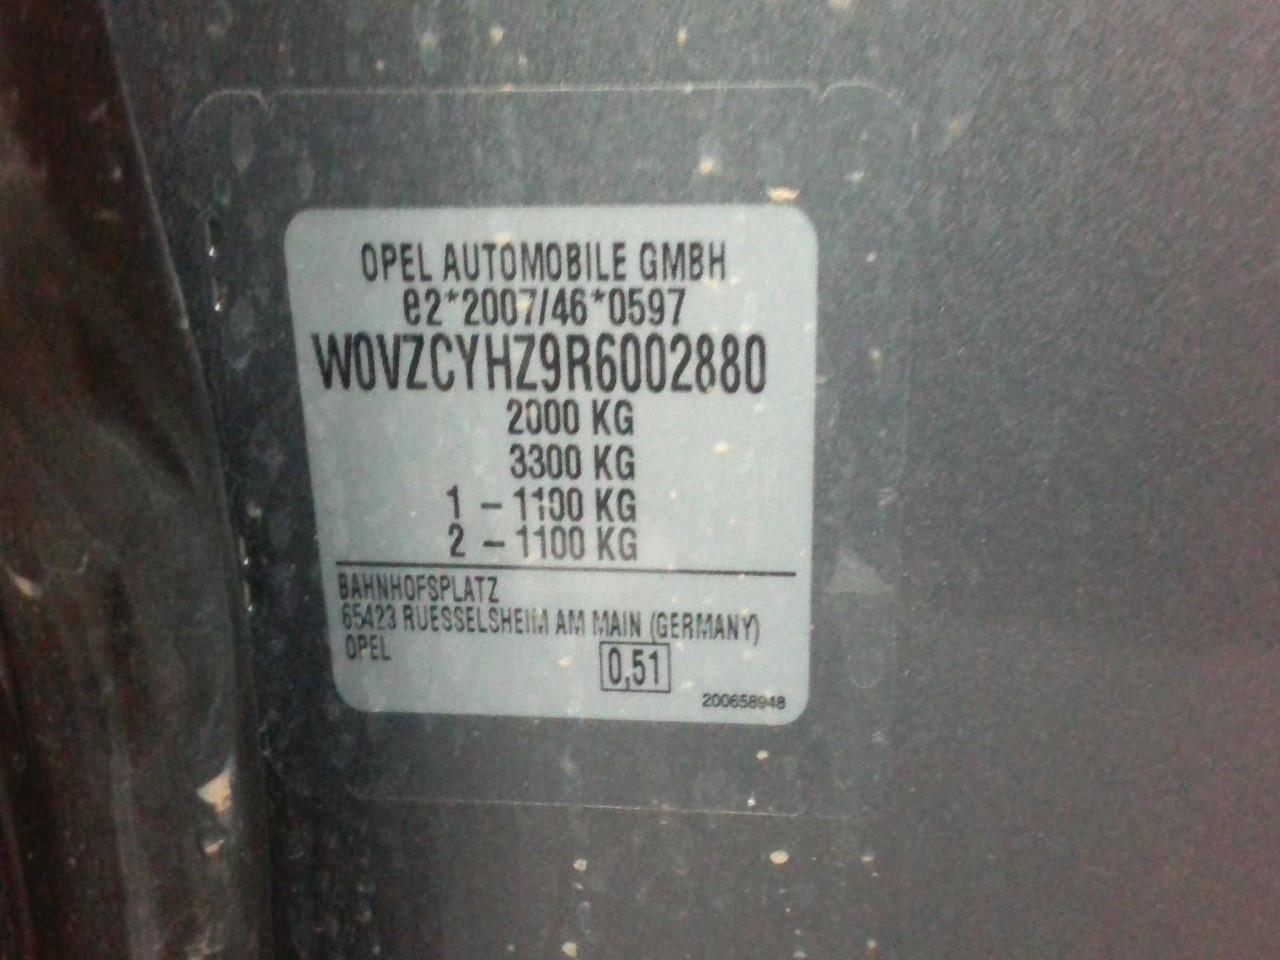 OPEL AUTOMOBILE GMBH
e2*2007/46*0597
W0VZCYHZ9R6002880
2000 KG
3300 KG
1 – 1100 KG
2 – 1100 KG
BAHNHOFSPLATZ
65423 RUESSELSHEIM AM MAIN (GERMANY)
OPEL
0,51
200658948